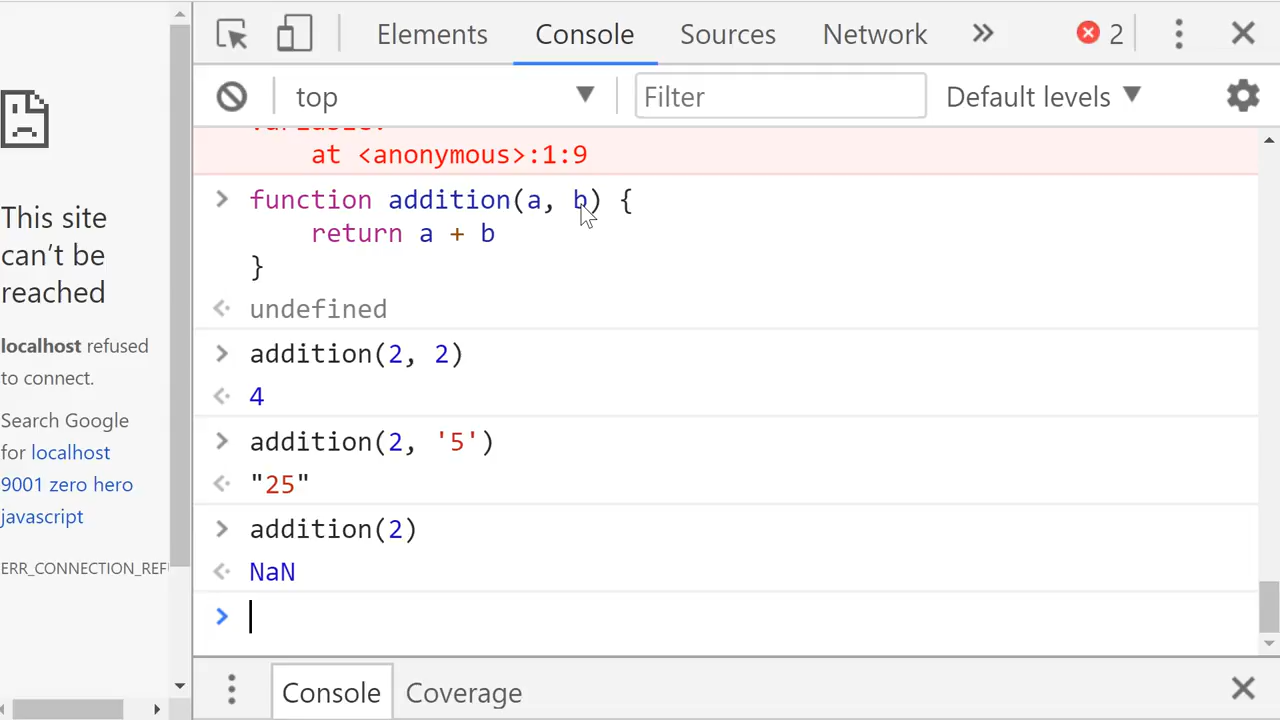 This site
can't be
reached
localhost refused
to connect.
Search Google
for localhost
9001 zero hero
javascript
Elements Console Sources Network » 2
top Filter Default levels
at <anonymous>:1:9
> function addition(a, b) {
return a + b
}
undefined
> addition(2, 2)
4
> addition(2, '5')
"25"
> addition(2)
NaN
>
Console Coverage